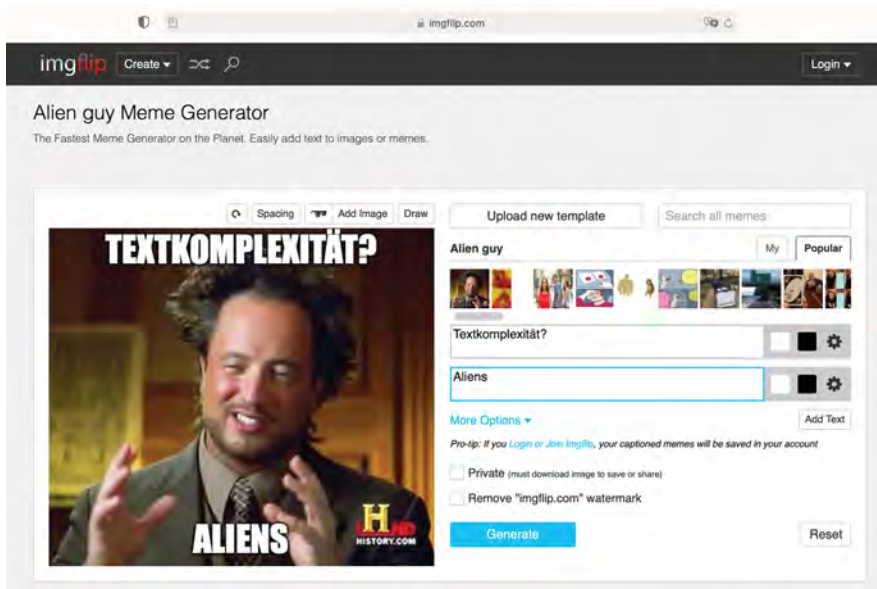 imgflip.com
imgflip Create Login
Alien guy Meme Generator
The Fastest Meme Generator on the Planet. Easily add text to images or memes.
Spacing Add Image Draw
Upload new template Search all memes
Alien guy My Popular
TEXTKOMPLEXITÄT?
ALIENS
H HD
HISTORY.COM
Textkomplexität?
Aliens
More Options Add Text
Pro-tip: If you Login or Join Imgflip, your captioned memes will be saved in your account
Private (must download image to save or share)
Remove "imgflip.com" watermark
Generate Reset